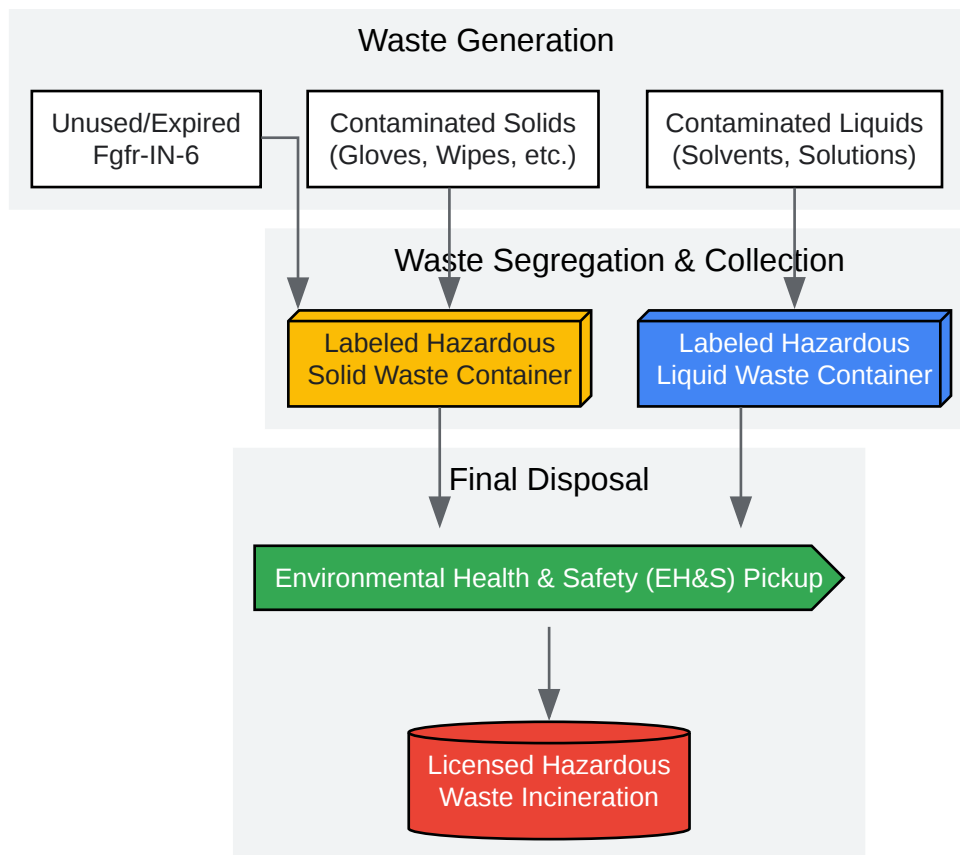 Waste Generation
Unused/Expired
Fgfr-IN-6
Contaminated Solids
(Gloves, Wipes, etc.)
Contaminated Liquids
(Solvents, Solutions)
Waste Segregation & Collection
Labeled Hazardous
Solid Waste Container
Labeled Hazardous
Liquid Waste Container
Final Disposal
Environmental Health & Safety (EH&S) Pickup
Licensed Hazardous
Waste Incineration